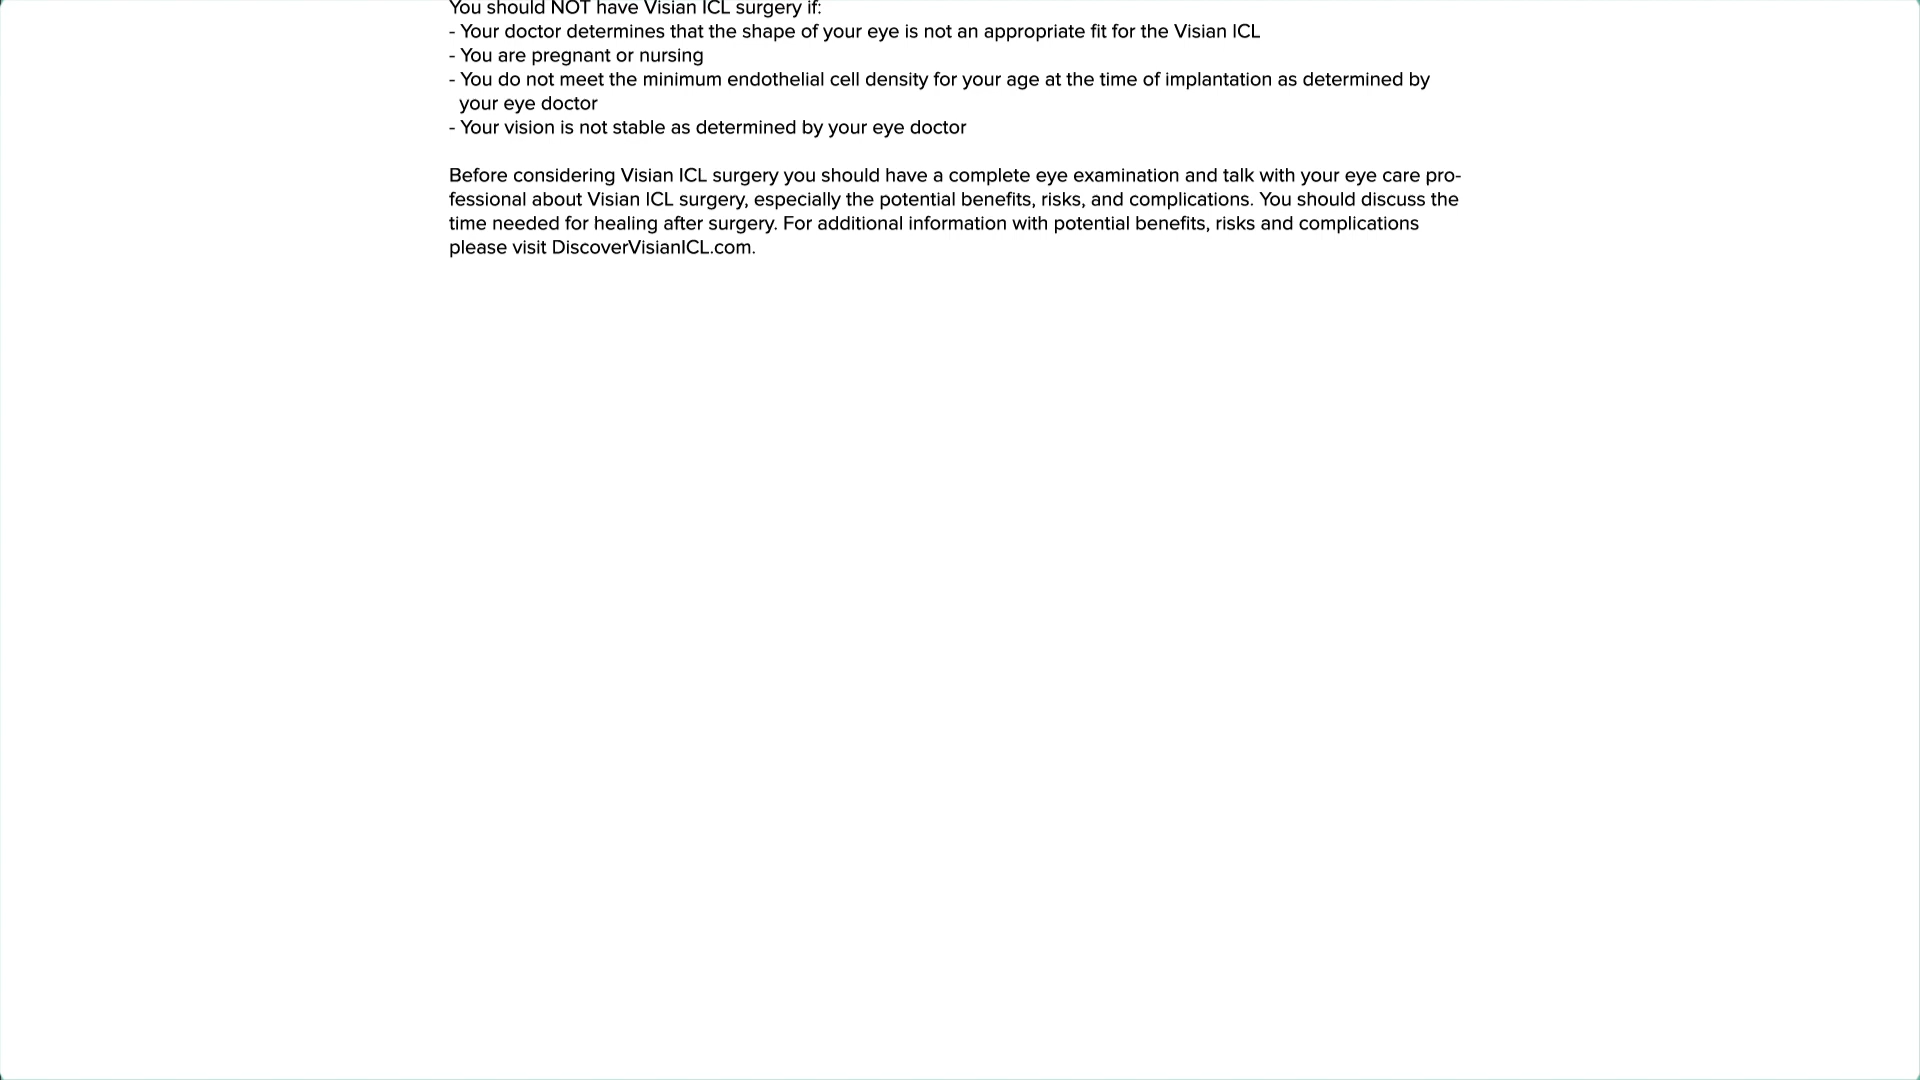 You should NOT have Visian ICL surgery if:
- Your doctor determines that the shape of your eye is not an appropriate fit for the Visian ICL
- You are pregnant or nursing
- You do not meet the minimum endothelial cell density for your age at the time of implantation as determined by
your eye doctor
- Your vision is not stable as determined by your eye doctor
Before considering Visian ICL surgery you should have a complete eye examination and talk with your eye care pro-
fessional about Visian ICL surgery, especially the potential benefits, risks, and complications. You should discuss the
time needed for healing after surgery. For additional information with potential benefits, risks and complications
please visit DiscoverVisianICL.com.